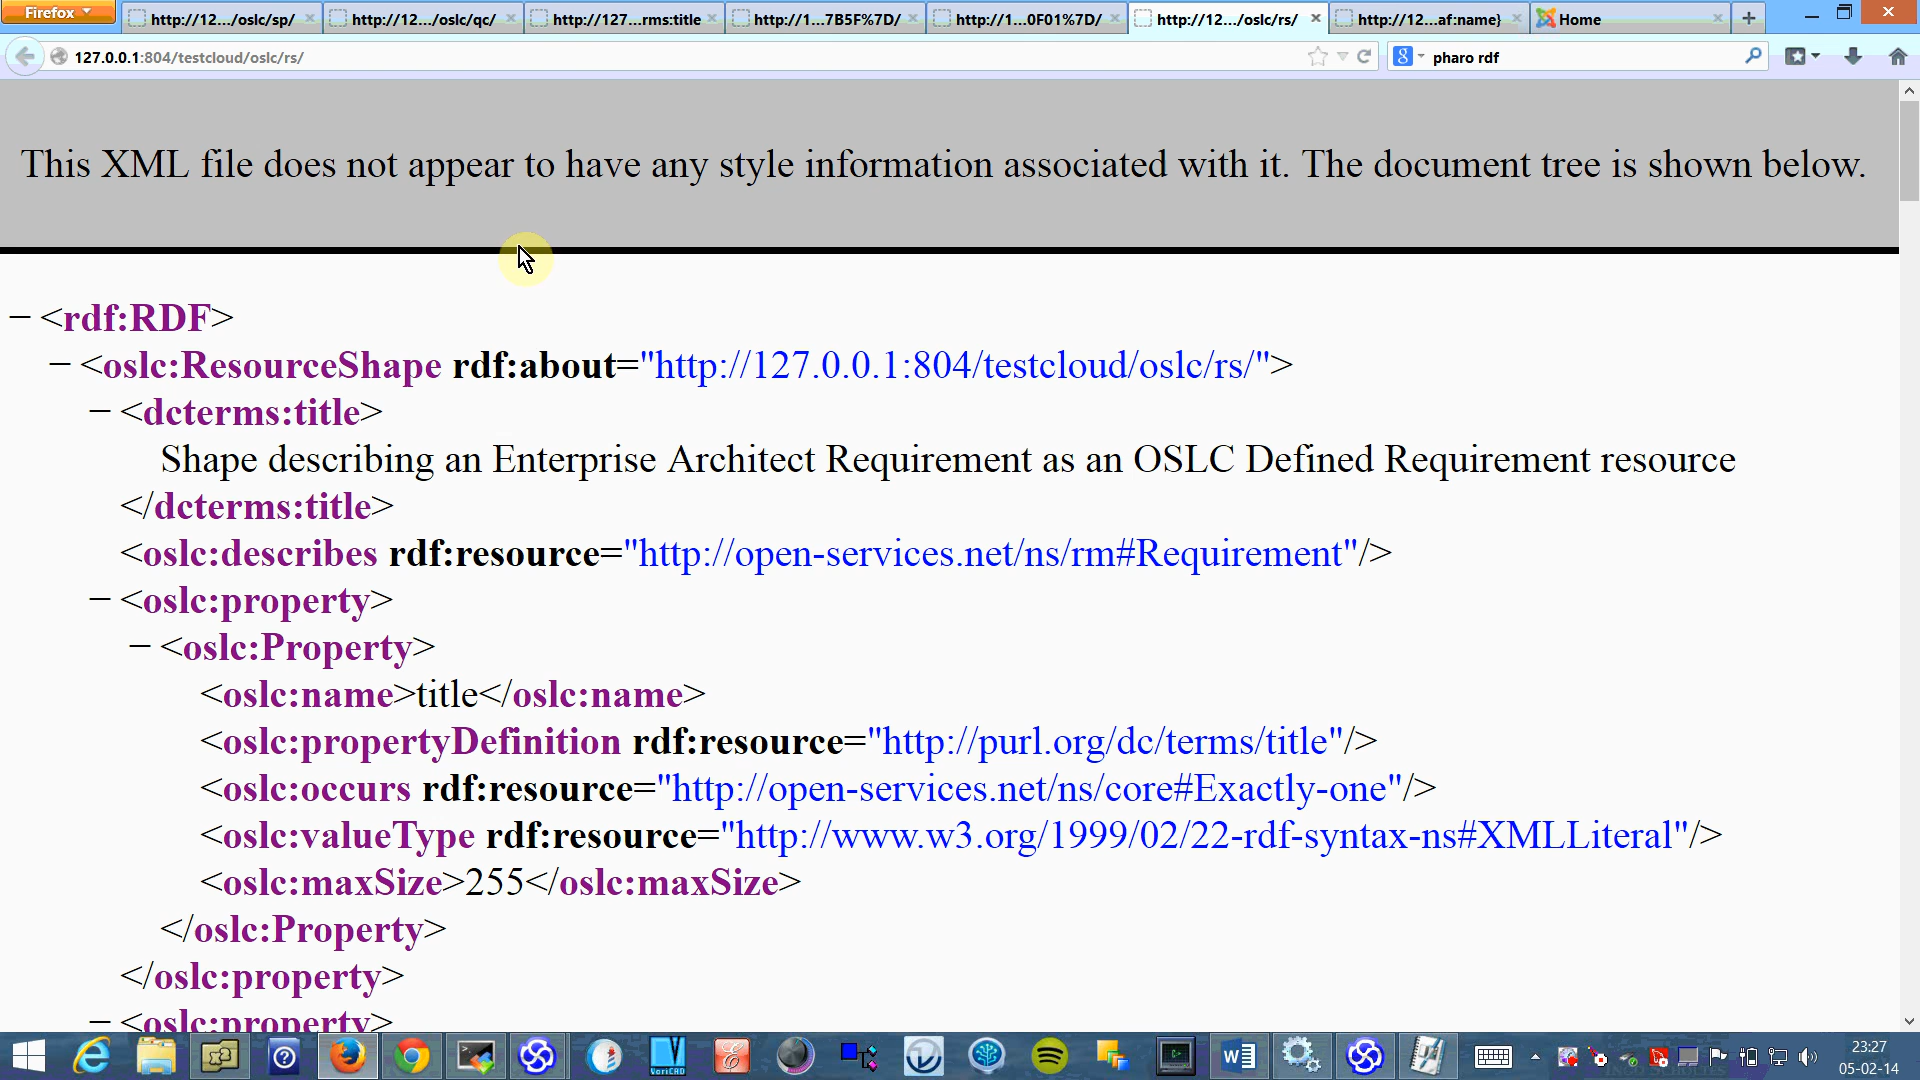 Firefox
http://12.../oslc/sp/
http://12.../oslc/qc/
http://127...rms:title
http://1...7B5F%7D/
http://1...0F01%7D/
http://12.../oslc/rs/
http://12...af:name}
Home
127.0.0.1:804/testcloud/oslc/rs/
pharo rdf
This XML file does not appear to have any style information associated with it. The document tree is shown below.
− <rdf:RDF>
− <oslc:ResourceShape rdf:about="http://127.0.0.1:804/testcloud/oslc/rs/">
− <dcterms:title>
Shape describing an Enterprise Architect Requirement as an OSLC Defined Requirement resource
</dcterms:title>
<oslc:describes rdf:resource="http://open-services.net/ns/rm#Requirement"/>
− <oslc:property>
− <oslc:Property>
<oslc:name>title</oslc:name>
<oslc:propertyDefinition rdf:resource="http://purl.org/dc/terms/title"/>
<oslc:occurs rdf:resource="http://open-services.net/ns/core#Exactly-one"/>
<oslc:valueType rdf:resource="http://www.w3.org/1999/02/22-rdf-syntax-ns#XMLLiteral"/>
<oslc:maxSize>255</oslc:maxSize>
</oslc:Property>
</oslc:property>
− <oslc:property>
VariCAD
23:27
05-02-14